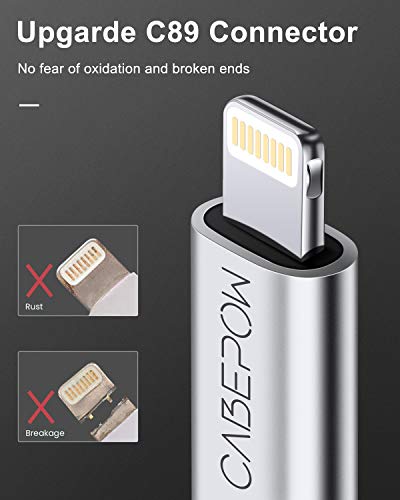 Upgarde C89 Connector
No fear of oxidation and broken ends
Rust
Breakage
CABEPOW